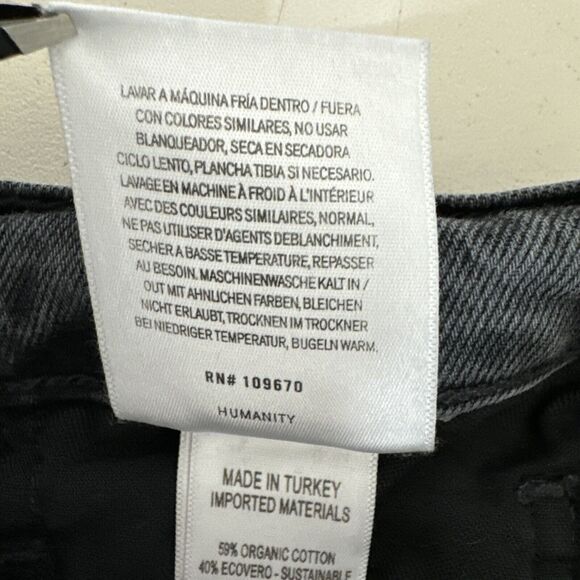 LAVAR A MÁQUINA FRÍA DENTRO / FUERA
CON COLORES SIMILARES, NO USAR
BLANQUEADOR, SECA EN SECADORA
CICLO LENTO, PLANCHA TIBIA SI NECESARIO.
LAVAGE EN MACHINE À FROID À L'INTÉRIEUR
AVEC DES COULEURS SIMILAIRES, NORMAL,
NE PAS UTILISER D'AGENTS DEBLANCHIMENT,
SECHER A BASSE TEMPERATURE, REPASSER
AU BESOIN. MASCHINENWASCHE KALT IN /
OUT MIT AHNLICHEN FARBEN, BLEICHEN
NICHT ERLAUBT, TROCKNEN IM TROCKNER
BEI NIEDRIGER TEMPERATUR, BUGELN WARM.
RN# 109670
HUMANITY
MADE IN TURKEY
IMPORTED MATERIALS
59% ORGANIC COTTON
40% ECOVERO - SUSTAINABLE